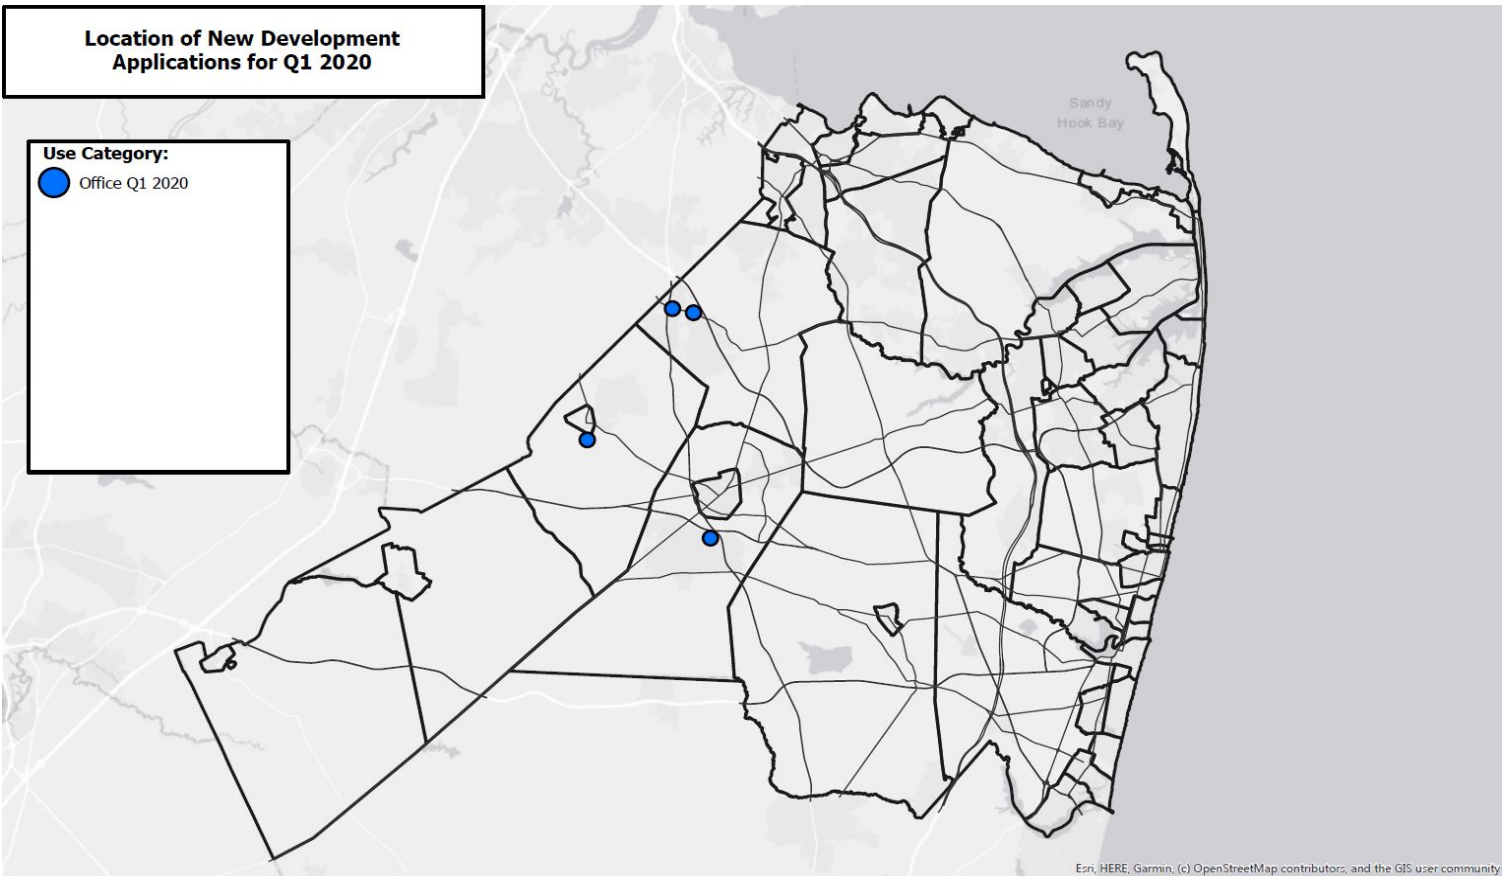 Location of New Development
Applications for Q1 2020
Use Category:
Office Q1 2020
Sandy
Hook Bay
Esri, HERE, Garmin, (c) OpenStreetMap contributors, and the GIS user community